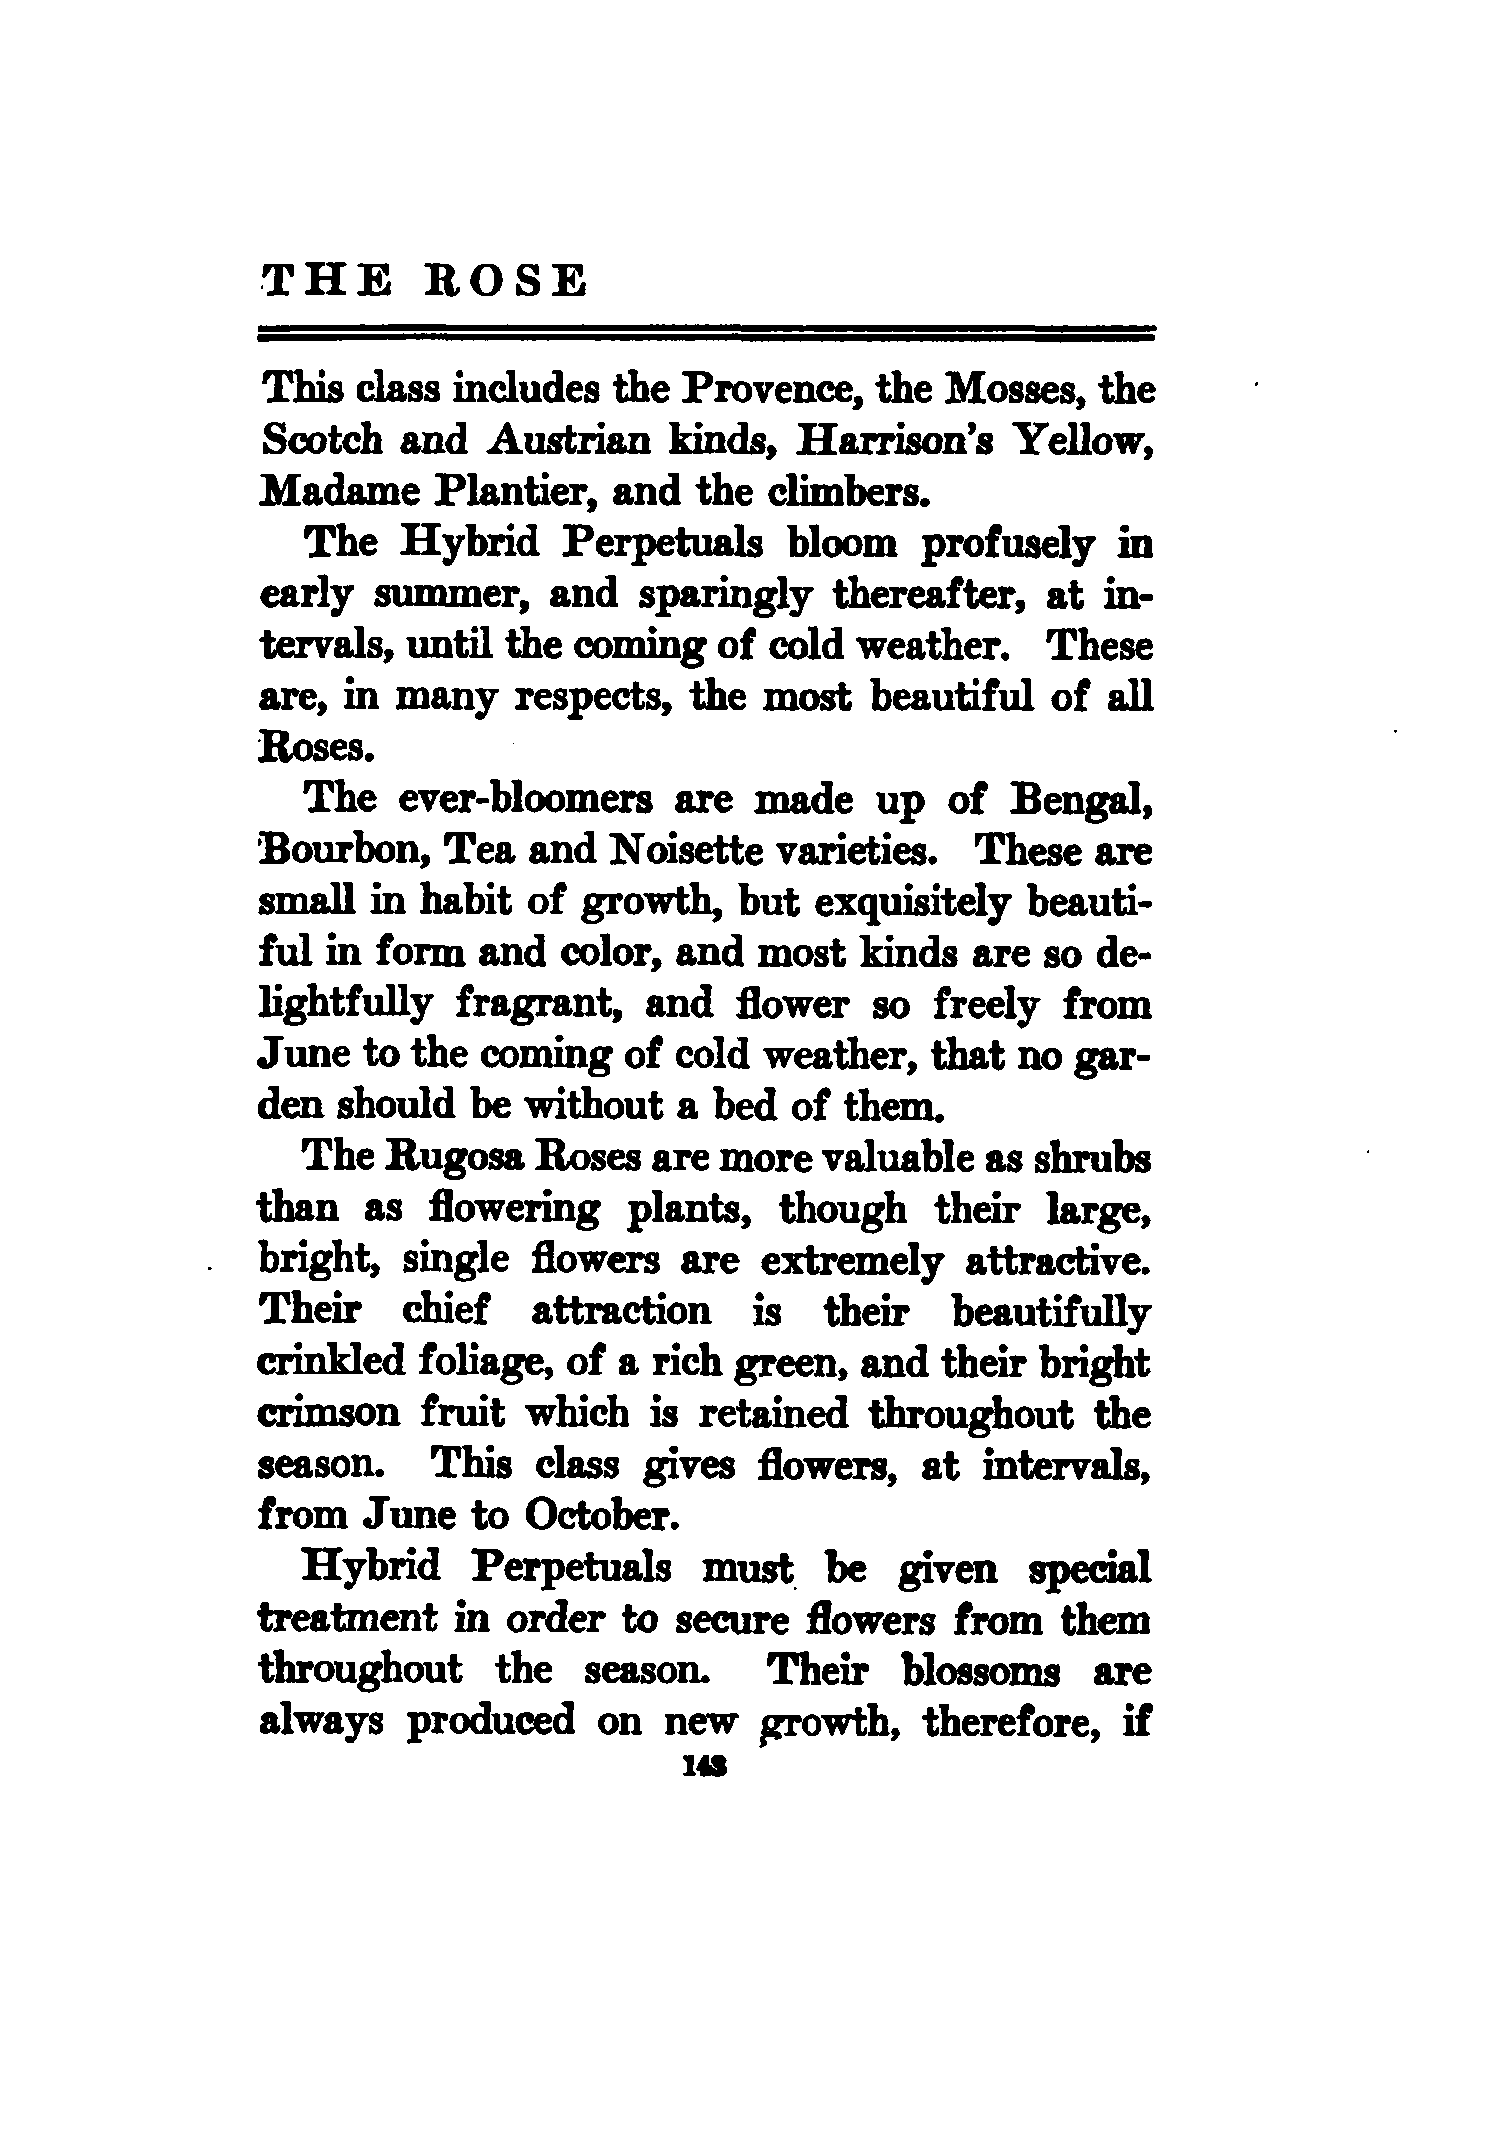 THE ROSE
This class includes the Provence, the Mosses, the
Scotch and Austrian kinds, Harrison's Yellow,
Madame Plantier, and the climbers.
The Hybrid Perpetuals bloom profusely in
early summer, and sparingly thereafter, at in-
tervals, until the coming of cold weather. These
are, in many respects, the most beautiful of all
Roses.
The ever-bloomers are made up of Bengal,
Bourbon, Tea and Noisette varieties. These are
small in habit of growth, but exquisitely beauti-
ful in form and color, and most kinds are so de-
lightfully fragrant, and flower so freely from
June to the coming of cold weather, that no gar-
den should be without a bed of them.
The Rugosa Roses are more valuable as shrubs
than as flowering plants, though their large,
bright, single flowers are extremely attractive.
Their chief attraction is their beautifully
crinkled foliage, of a rich green, and their bright
crimson fruit which is retained throughout the
season. This class gives flowers, at intervals,
from June to October.
Hybrid Perpetuals must be given special
treatment in order to secure flowers from them
throughout the season. Their blossoms are
always produced on new growth, therefore, if